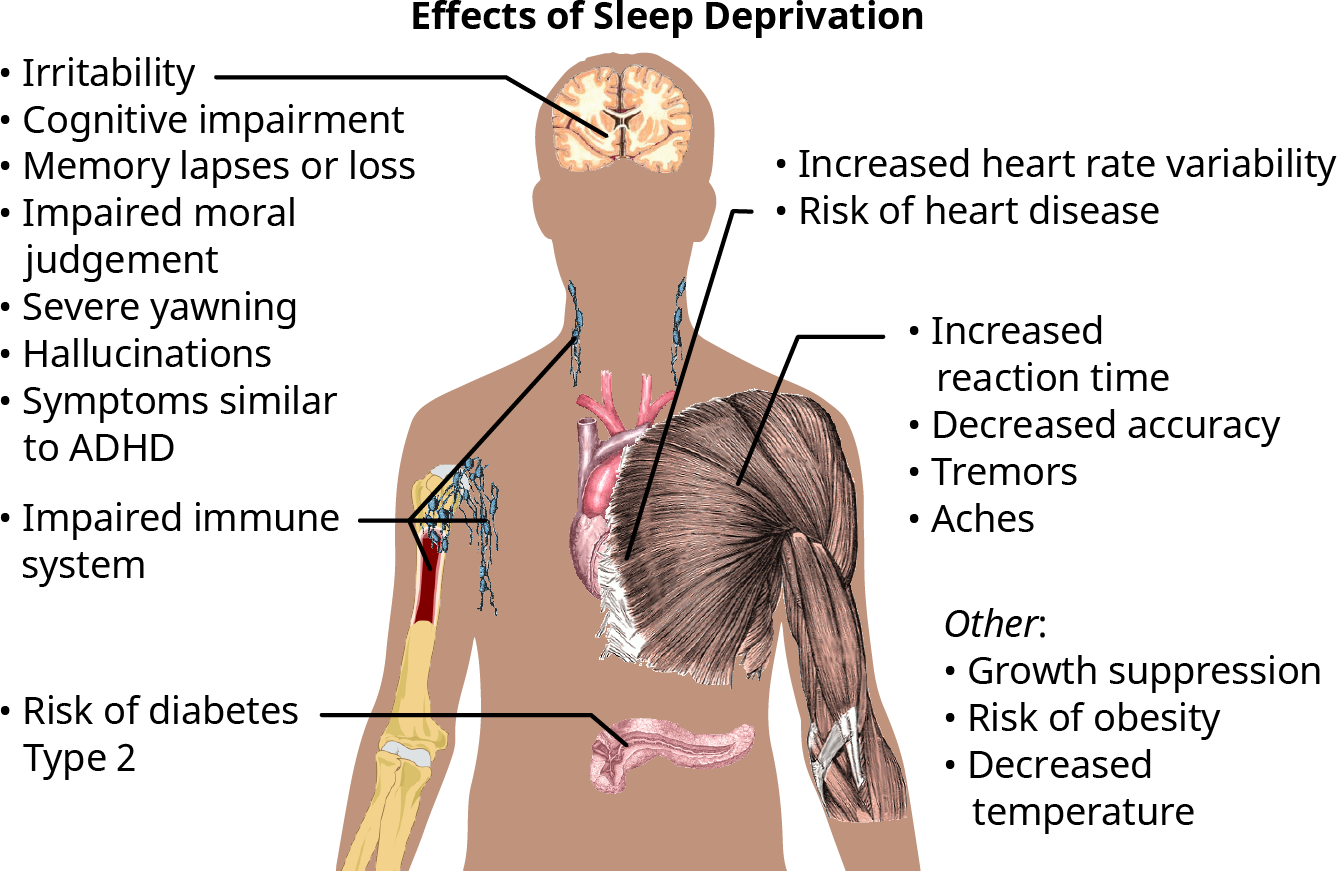 Effects of Sleep Deprivation
• Irritability
• Cognitive impairment
• Memory lapses or loss
• Impaired moral
judgement
• Severe yawning
• Hallucinations
• Symptoms similar
to ADHD
• Impaired immune
system
• Risk of diabetes
Type 2
• Increased heart rate variability
• Risk of heart disease
• Increased
reaction time
• Decreased accuracy
• Tremors
• Aches
Other:
• Growth suppression
• Risk of obesity
• Decreased
temperature